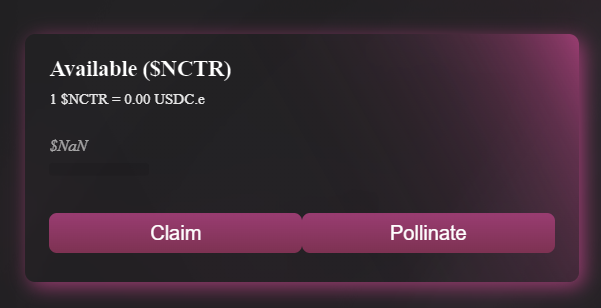 Available ($NCTR)
1 $NCTR = 0.00 USDC.e
$NaN
Claim
Pollinate